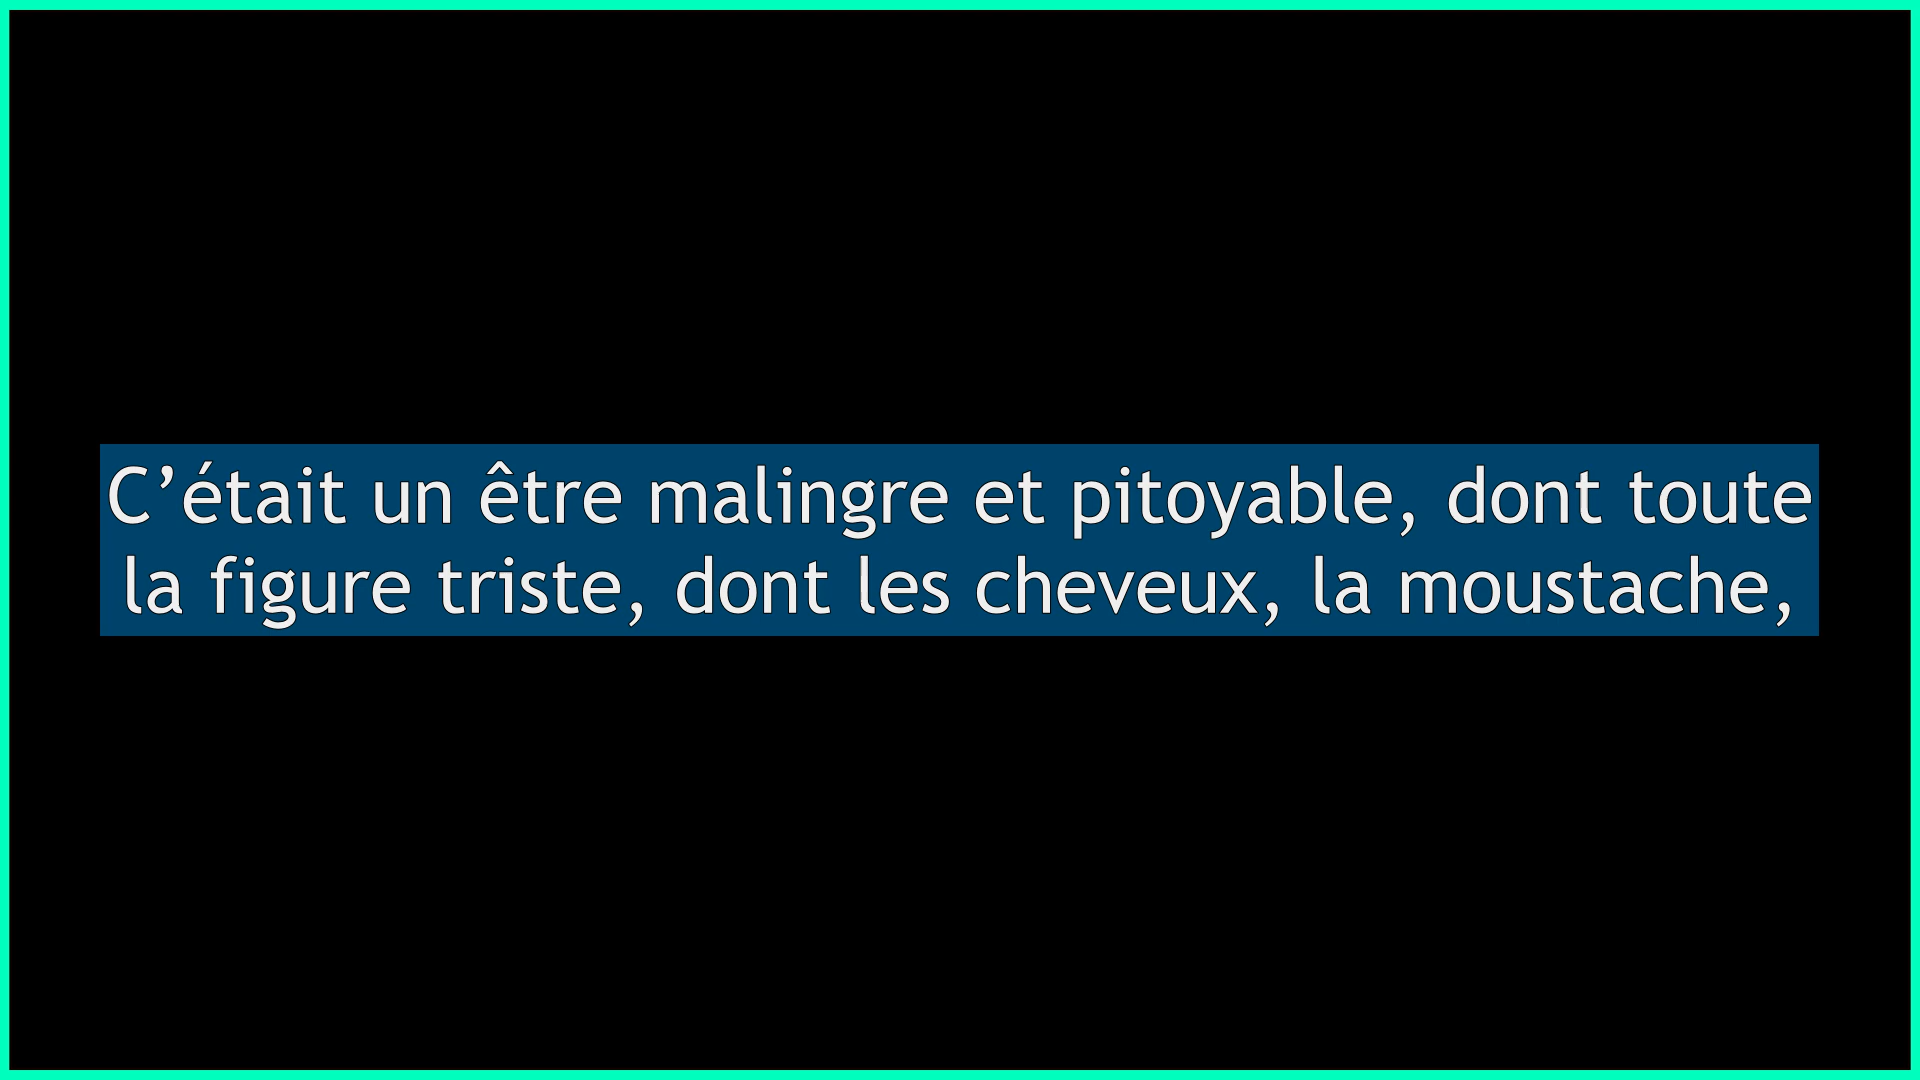 C’était un être malingre et pitoyable, dont toute
la figure triste, dont les cheveux, la moustache,